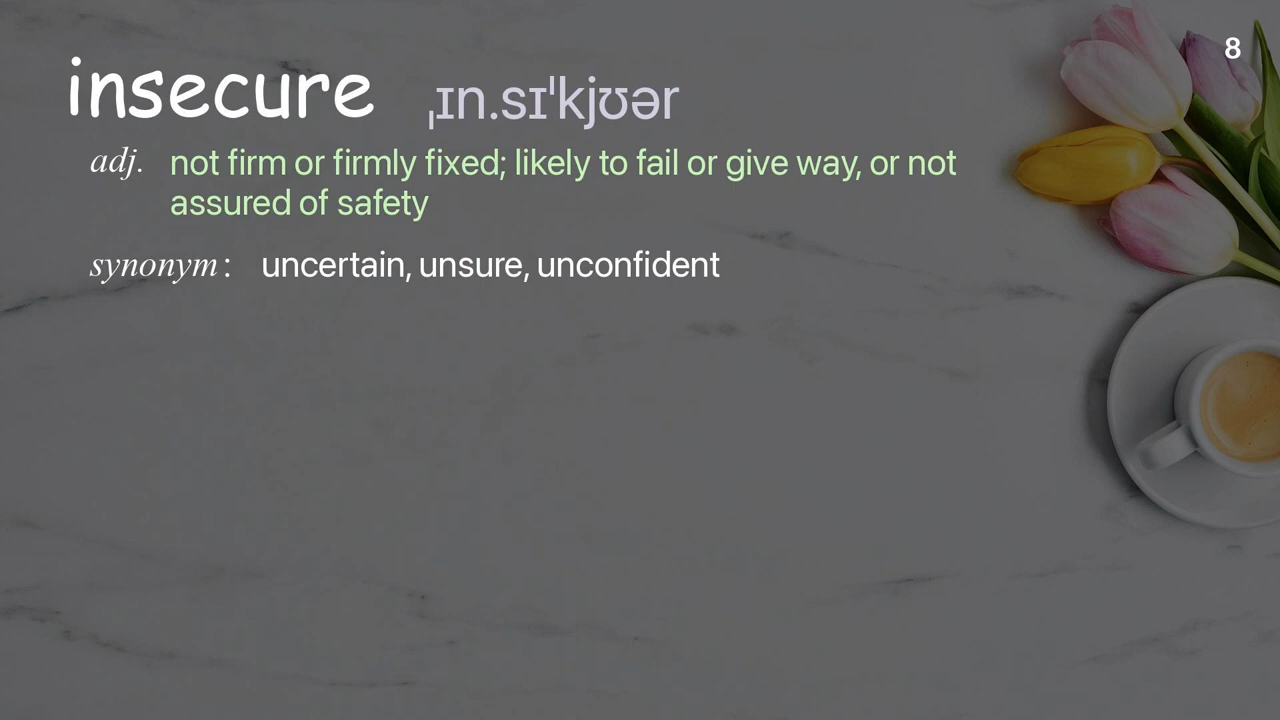 8
insecure ˌɪn.sɪˈkjʊər
adj. not firm or firmly fixed; likely to fail or give way, or not
assured of safety
synonym : uncertain, unsure, unconfident